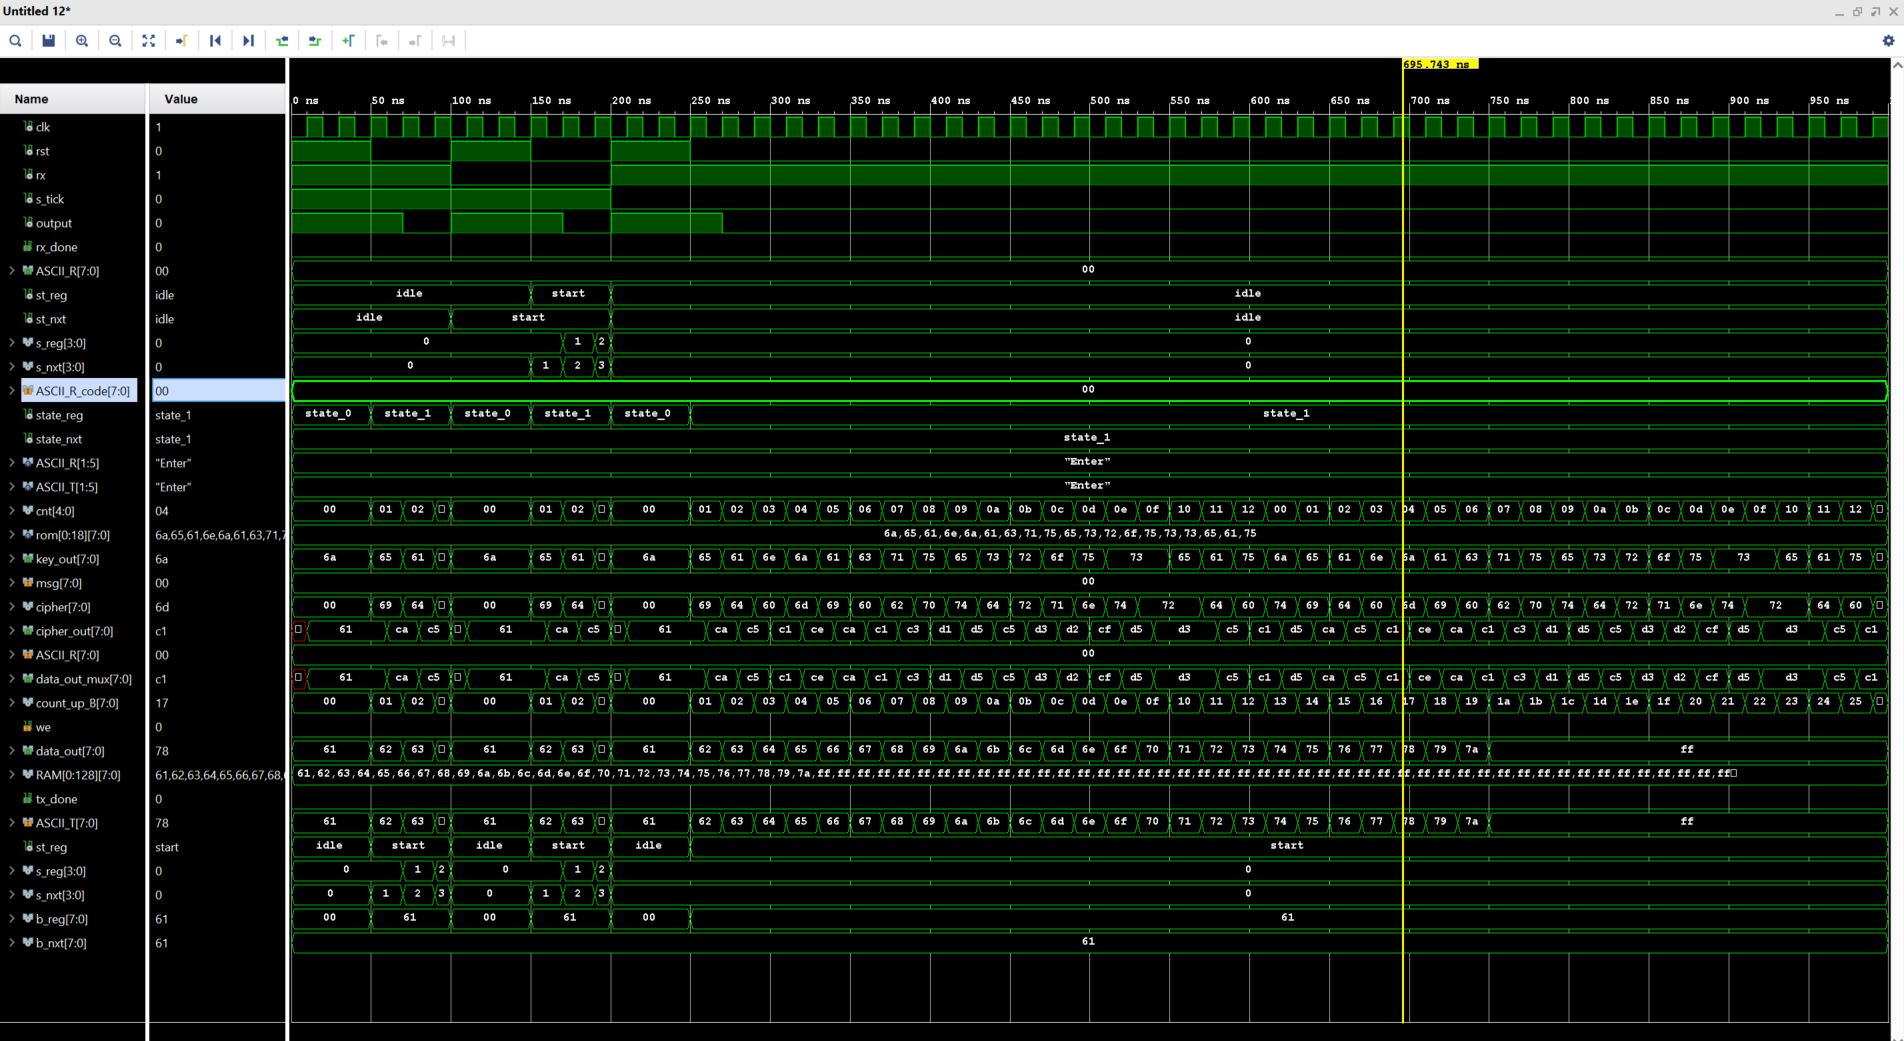 Untitled 12*
695.743 ns
Name Value
0 ns 50 ns 100 ns 150 ns 200 ns 250 ns 300 ns 350 ns 400 ns 450 ns 500 ns 550 ns 600 ns 650 ns 700 ns 750 ns 800 ns 850 ns 900 ns 950 ns
clk 1
rst 0
rx 1
s_tick 0
output 0
rx_done 0
ASCII_R[7:0] 00 00
st_reg idle idle start idle
st_nxt idle idle start idle
s_reg[3:0] 0 0 1 2 0
s_nxt[3:0] 0 0 1 2 3 0
ASCII_R_code[7:0] 00 00
state_reg state_1 state_0 state_1 state_0 state_1 state_0 state_1
state_nxt state_1 state_1
ASCII_R[1:5] "Enter" "Enter"
ASCII_T[1:5] "Enter" "Enter"
cnt[4:0] 04 00 01 02 00 01 02 00 01 02 03 04 05 06 07 08 09 0a 0b 0c 0d 0e 0f 10 11 12 00 01 02 03 04 05 06 07 08 09 0a 0b 0c 0d 0e 0f 10 11 12
rom[0:18][7:0] 6a,65,61,6e,6a,61,63,71,7 6a,65,61,6e,6a,61,63,71,75,65,73,72,6f,75,73,73,65,61,75
key_out[7:0] 6a 6a 65 61 6a 65 61 6a 65 61 6e 6a 61 63 71 75 65 73 72 6f 75 73 65 61 75 6a 65 61 6e 6a 61 63 71 75 65 73 72 6f 75 73 65 61 75
msg[7:0] 00 00
cipher[7:0] 6d 00 69 64 00 69 64 00 69 64 60 6d 69 60 62 70 74 64 72 71 6e 74 72 64 60 69 64 60 6d 69 60 62 70 74 64 72 71 6e 74 72 64 60
cipher_out[7:0] c1 61 ca c5 61 ca c5 61 ca c5 c1 ce ca c1 c3 d1 d5 c5 d3 d2 cf d5 d3 c5 c1 d5 ca c5 c1 ce ca c1 c3 d1 d5 c5 d3 d2 cf d5 d3 c5 c1
ASCII_R[7:0] 00 00
data_out_mux[7:0] c1 61 ca c5 61 ca c5 61 ca c5 c1 ce ca c1 c3 d1 d5 c5 d3 d2 cf d5 d3 c5 c1 d5 ca c5 c1 ce ca c1 c3 d1 d5 c5 d3 d2 cf d5 d3 c5 c1
count_up_8[7:0] 17 00 01 02 00 01 02 00 01 02 03 04 05 06 07 08 09 0a 0b 0c 0d 0e 0f 10 11 12 13 14 15 16 17 18 19 1a 1b 1c 1d 1e 1f 20 21 22 23 24 25
we 0
data_out[7:0] 78 61 62 63 61 62 63 61 62 63 64 65 66 67 68 69 6a 6b 6c 6d 6e 6f 70 71 72 73 74 75 76 77 78 79 7a ff
RAM[0:128][7:0] 61,62,63,64,65,66,67,68, 61,62,63,64,65,66,67,68,69,6a,6b,6c,6d,6e,6f,70,71,72,73,74,75,76,77,78,79,7a,ff,ff,ff,ff,ff,ff,ff,ff,ff,ff,ff,ff,ff,ff,ff,ff,ff,ff,ff,ff,ff,ff,ff,ff,ff,ff,ff,ff,ff,ff,ff,ff,ff,ff
tx_done 0
ASCII_T[7:0] 78 61 62 63 61 62 63 61 62 63 64 65 66 67 68 69 6a 6b 6c 6d 6e 6f 70 71 72 73 74 75 76 77 78 79 7a ff
st_reg start idle start idle start idle start
s_reg[3:0] 0 0 1 2 0 1 2 0
s_nxt[3:0] 0 0 1 2 3 0 1 2 3 0
b_reg[7:0] 61 00 61 00 61 00 61
b_nxt[7:0] 61 61